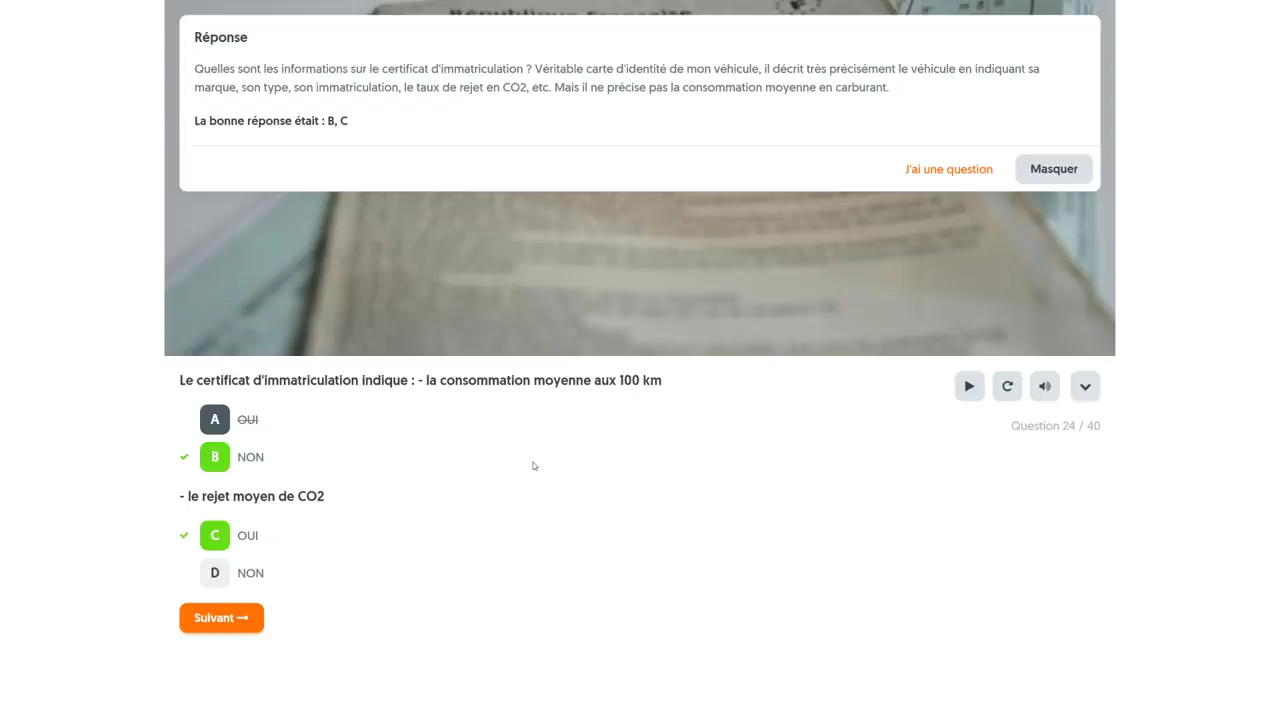 République Française
Réponse
Quelles sont les informations sur le certificat d'immatriculation ? Véritable carte d'identité de mon véhicule, il décrit très précisément le véhicule en indiquant sa
marque, son type, son immatriculation, le taux de rejet en CO2, etc. Mais il ne précise pas la consommation moyenne en carburant.
La bonne réponse était : B, C
J'ai une question
Masquer
Le certificat d'immatriculation indique : - la consommation moyenne aux 100 km
A OUI
B NON
Question 24 / 40
- le rejet moyen de CO2
C OUI
D NON
Suivant →